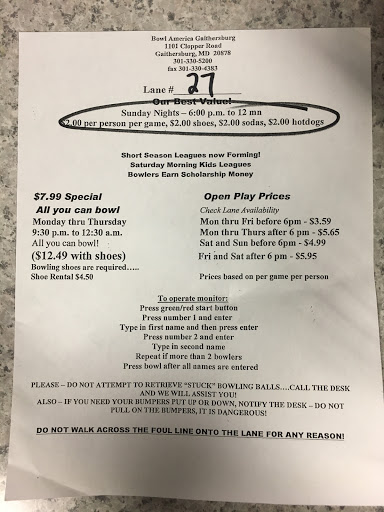 Bowl America Gaithersburg
1101 Clopper Road
Gaithersburg, MD 20878
301-330-5200
fax 301-330-4383
Lane # 27
Our Best Value!
Sunday Nights – 6:00 p.m. to 12 mn
$2.00 per person per game, $2.00 shoes, $2.00 sodas, $2.00 hotdogs
Short Season Leagues now Forming!
Saturday Morning Kids Leagues
Bowlers Earn Scholarship Money
$7.99 Special
All you can bowl
Monday thru Thursday
9:30 p.m. to 12:30 a.m.
All you can bowl!
($12.49 with shoes)
Bowling shoes are required…..
Shoe Rental $4.50
Open Play Prices
Check Lane Availability
Mon thru Fri before 6pm - $3.59
Mon thru Thurs after 6 pm - $5.65
Sat and Sun before 6pm - $4.99
Fri and Sat after 6 pm - $5.95
Prices based on per game per person
To operate monitor:
Press green/red start button
Press number 1 and enter
Type in first name and then press enter
Press number 2 and enter
Type in second name
Repeat if more than 2 bowlers
Press bowl after all names are entered
PLEASE – DO NOT ATTEMPT TO RETRIEVE "STUCK" BOWLING BALLS….CALL THE DESK
AND WE WILL ASSIST YOU!
ALSO – IF YOU NEED YOUR BUMPERS PUT UP OR DOWN, NOTIFY THE DESK – DO NOT
PULL ON THE BUMPERS, IT IS DANGEROUS!
DO NOT WALK ACROSS THE FOUL LINE ONTO THE LANE FOR ANY REASON!